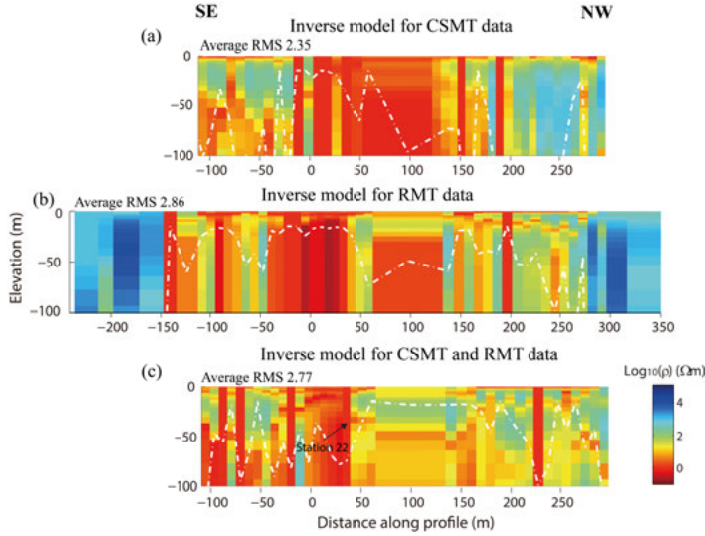 SE
NW
Inverse model for CSMT data
(a)
Average RMS 2.35
0
−50
−100
−100 −50 0 50 100 150 200 250
Inverse model for RMT data
(b)
Average RMS 2.86
0
−50
−100
−200 −150 −100 −50 0 50 100 150 200 250 300 350
Elevation (m)
Inverse model for CSMT and RMT data
(c)
Average RMS 2.77
0
−50
−100
Station 22
−100 −50 0 50 100 150 200 250
Distance along profile (m)
Log10(ρ) (Ωm)
4
2
0